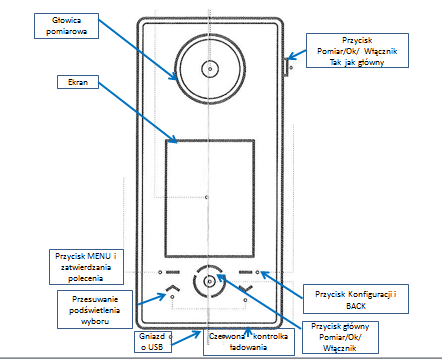 Głowica
pomiarowa
Przycisk
Pomiar/Ok/ Włącznik
Tak jak główny
Ekran
Przycisk MENU i
zatwierdzania
polecenia
Przesuwanie
podświetlenia
wyboru
Przycisk Konfiguracji i
BACK
Przycisk główny
Pomiar/Ok/
Włącznik
Gniazd
o USB
Czerwona kontrolka
ładowania